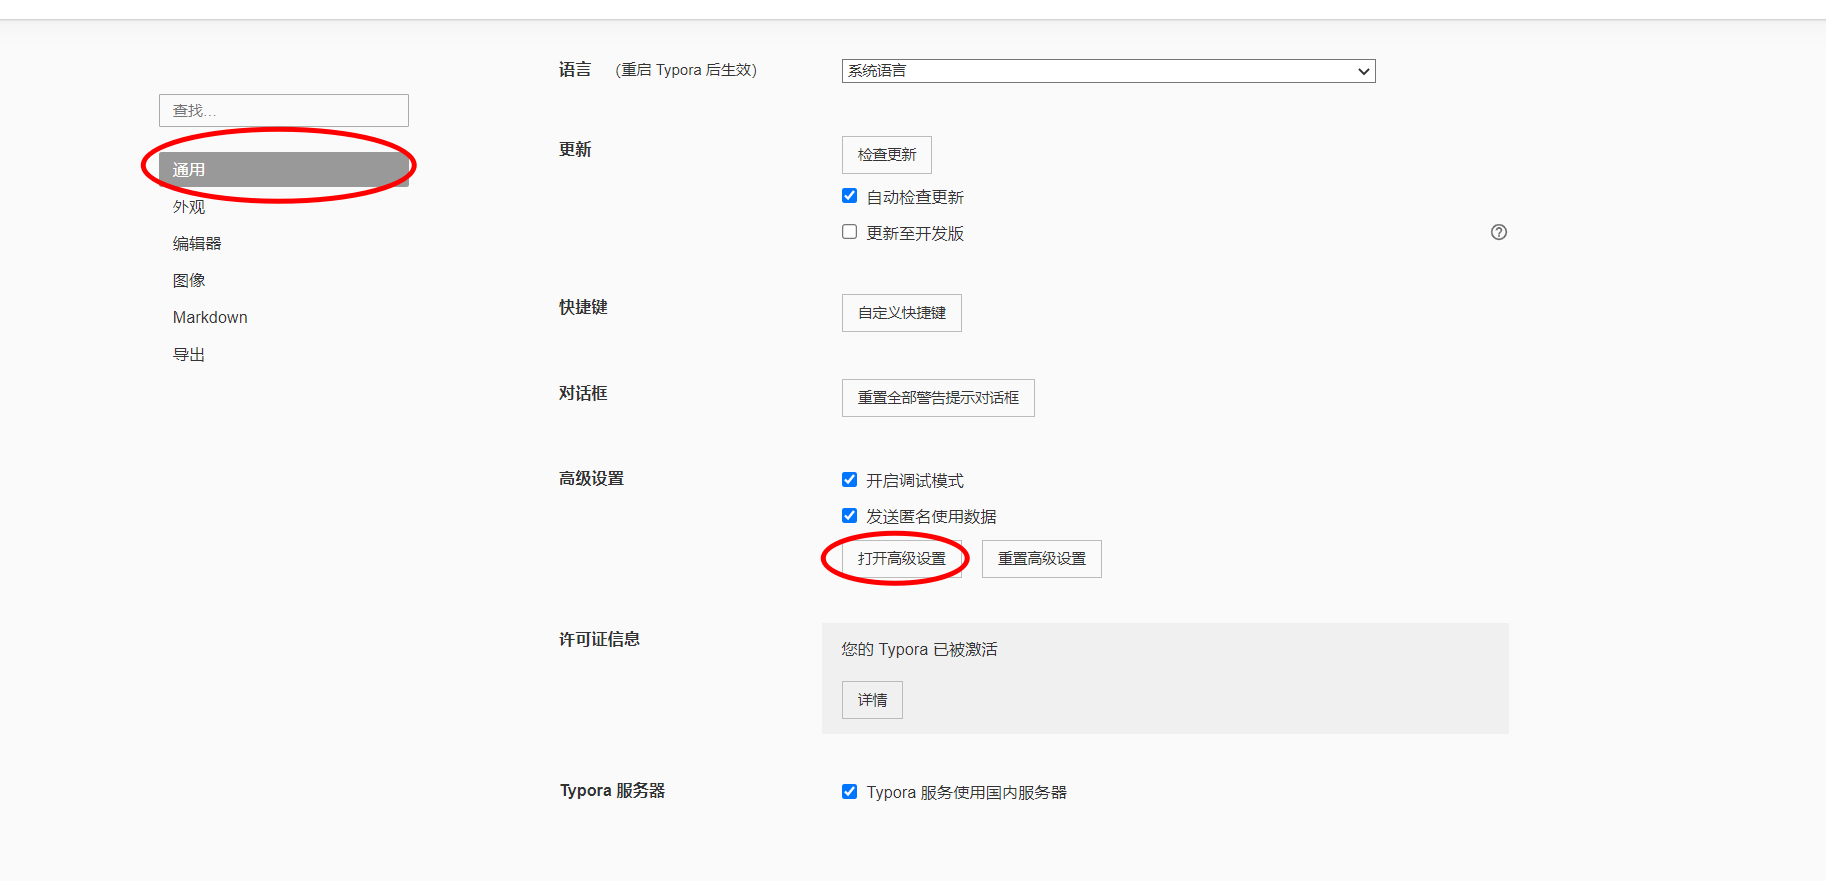 语言 (重启 Typora 后生效) 系统语言
查找...
通用
外观
编辑器
图像
Markdown
导出
更新 检查更新
自动检查更新
更新至开发版
快捷键 自定义快捷键
对话框 重置全部警告提示对话框
高级设置 开启调试模式
发送匿名使用数据
打开高级设置 重置高级设置
许可证信息 您的 Typora 已被激活
详情
Typora 服务器 Typora 服务使用国内服务器